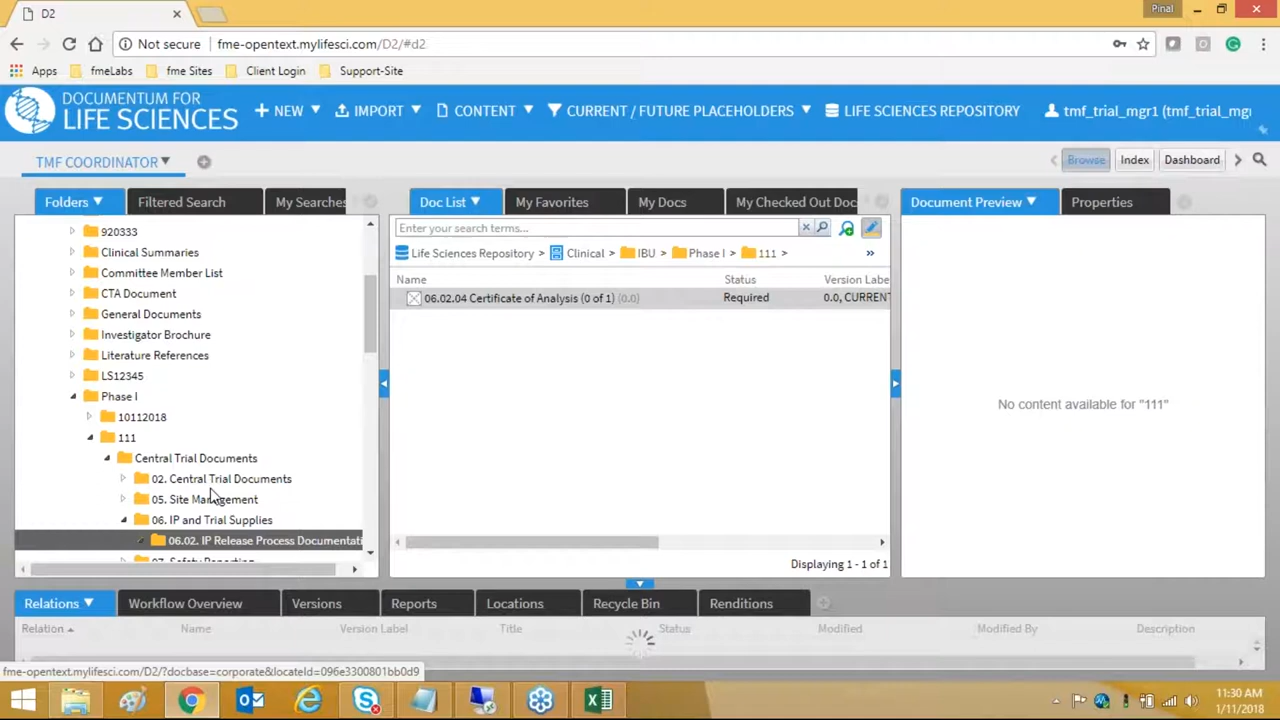 D2
Pinal
Not secure
fme-opentext.mylifesci.com/D2/#d2
Apps
fmeLabs
fme Sites
Client Login
Support-Site
DOCUMENTUM FOR
LIFE SCIENCES
NEW
IMPORT
CONTENT
CURRENT / FUTURE PLACEHOLDERS
LIFE SCIENCES REPOSITORY
tmf_trial_mgr1 (tmf_trial_mgr
TMF COORDINATOR
Browse
Index
Dashboard
Folders
Filtered Search
My Searches
Doc List
My Favorites
My Docs
My Checked Out Doc
Document Preview
Properties
920333
Clinical Summaries
Committee Member List
CTA Document
General Documents
Investigator Brochure
Literature References
LS12345
Phase I
10112018
111
Central Trial Documents
02. Central Trial Documents
05. Site Management
06. IP and Trial Supplies
06.02. IP Release Process Documentati
07. Safety Reporting
Enter your search terms...
Life Sciences Repository > Clinical > IBU > Phase I > 111 > »
Name Status Version Labe
06.02.04 Certificate of Analysis (0 of 1) (0.0) Required 0.0, CURRENT
Displaying 1 - 1 of 1
No content available for "111"
Relations
Workflow Overview
Versions
Reports
Locations
Recycle Bin
Renditions
Relation Name Version Label Title Status Modified Modified By Description
fme-opentext.mylifesci.com/D2/?docbase=corporate&locateId=096e3300801bb0d9
11:30 AM
1/11/2018